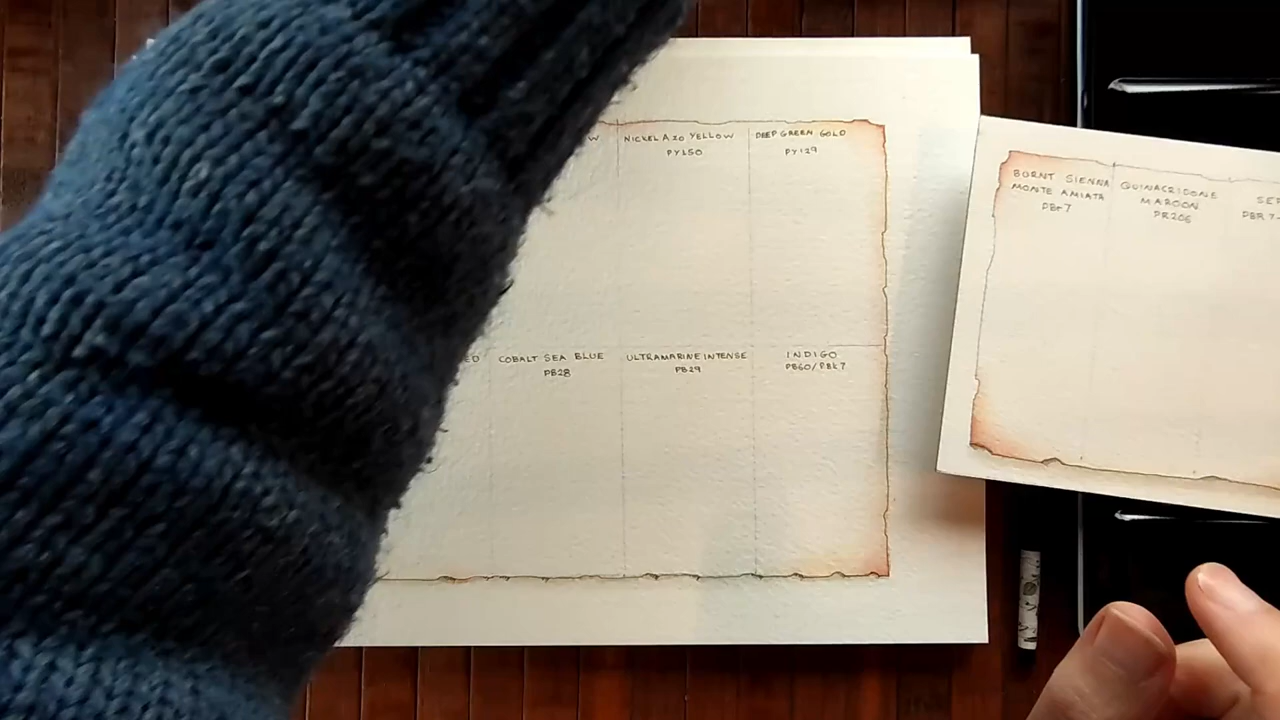 NICKEL AZO YELLOW
PY150
DEEP GREEN GOLD
PY129
COBALT SEA BLUE
PB28
ULTRAMARINE INTENSE
PB29
INDIGO
PB60/PBk7
BURNT SIENNA
MONTE AMIATA
PBr7
QUINACRIDONE
MAROON
PR206